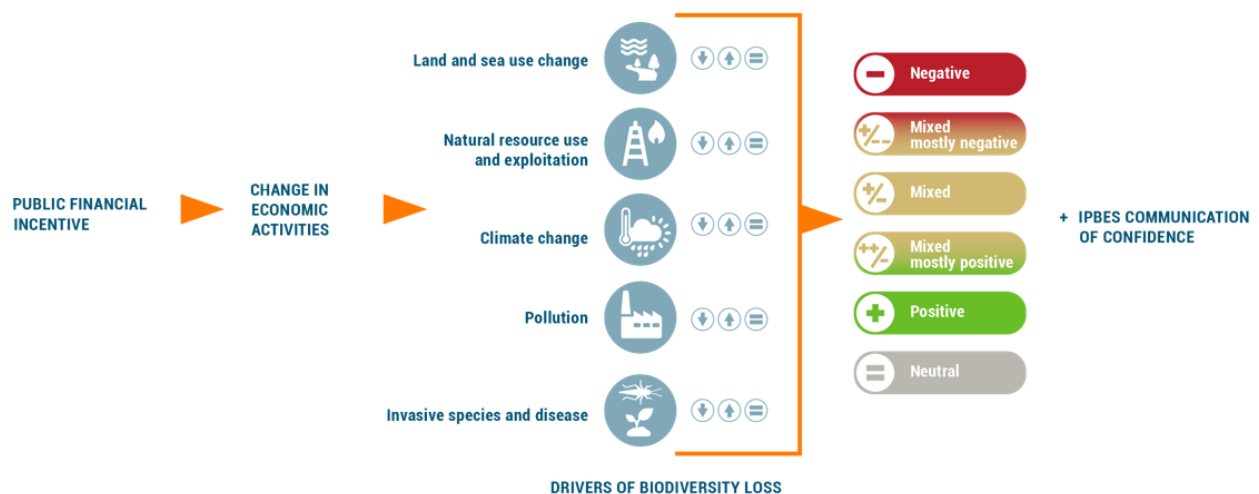 PUBLIC FINANCIAL
INCENTIVE
CHANGE IN
ECONOMIC
ACTIVITIES
Land and sea use change
Natural resource use
and exploitation
Climate change
Pollution
Invasive species and disease
DRIVERS OF BIODIVERSITY LOSS
Negative
Mixed
mostly negative
Mixed
Mixed
mostly positive
Positive
Neutral
+ IPBES COMMUNICATION
OF CONFIDENCE